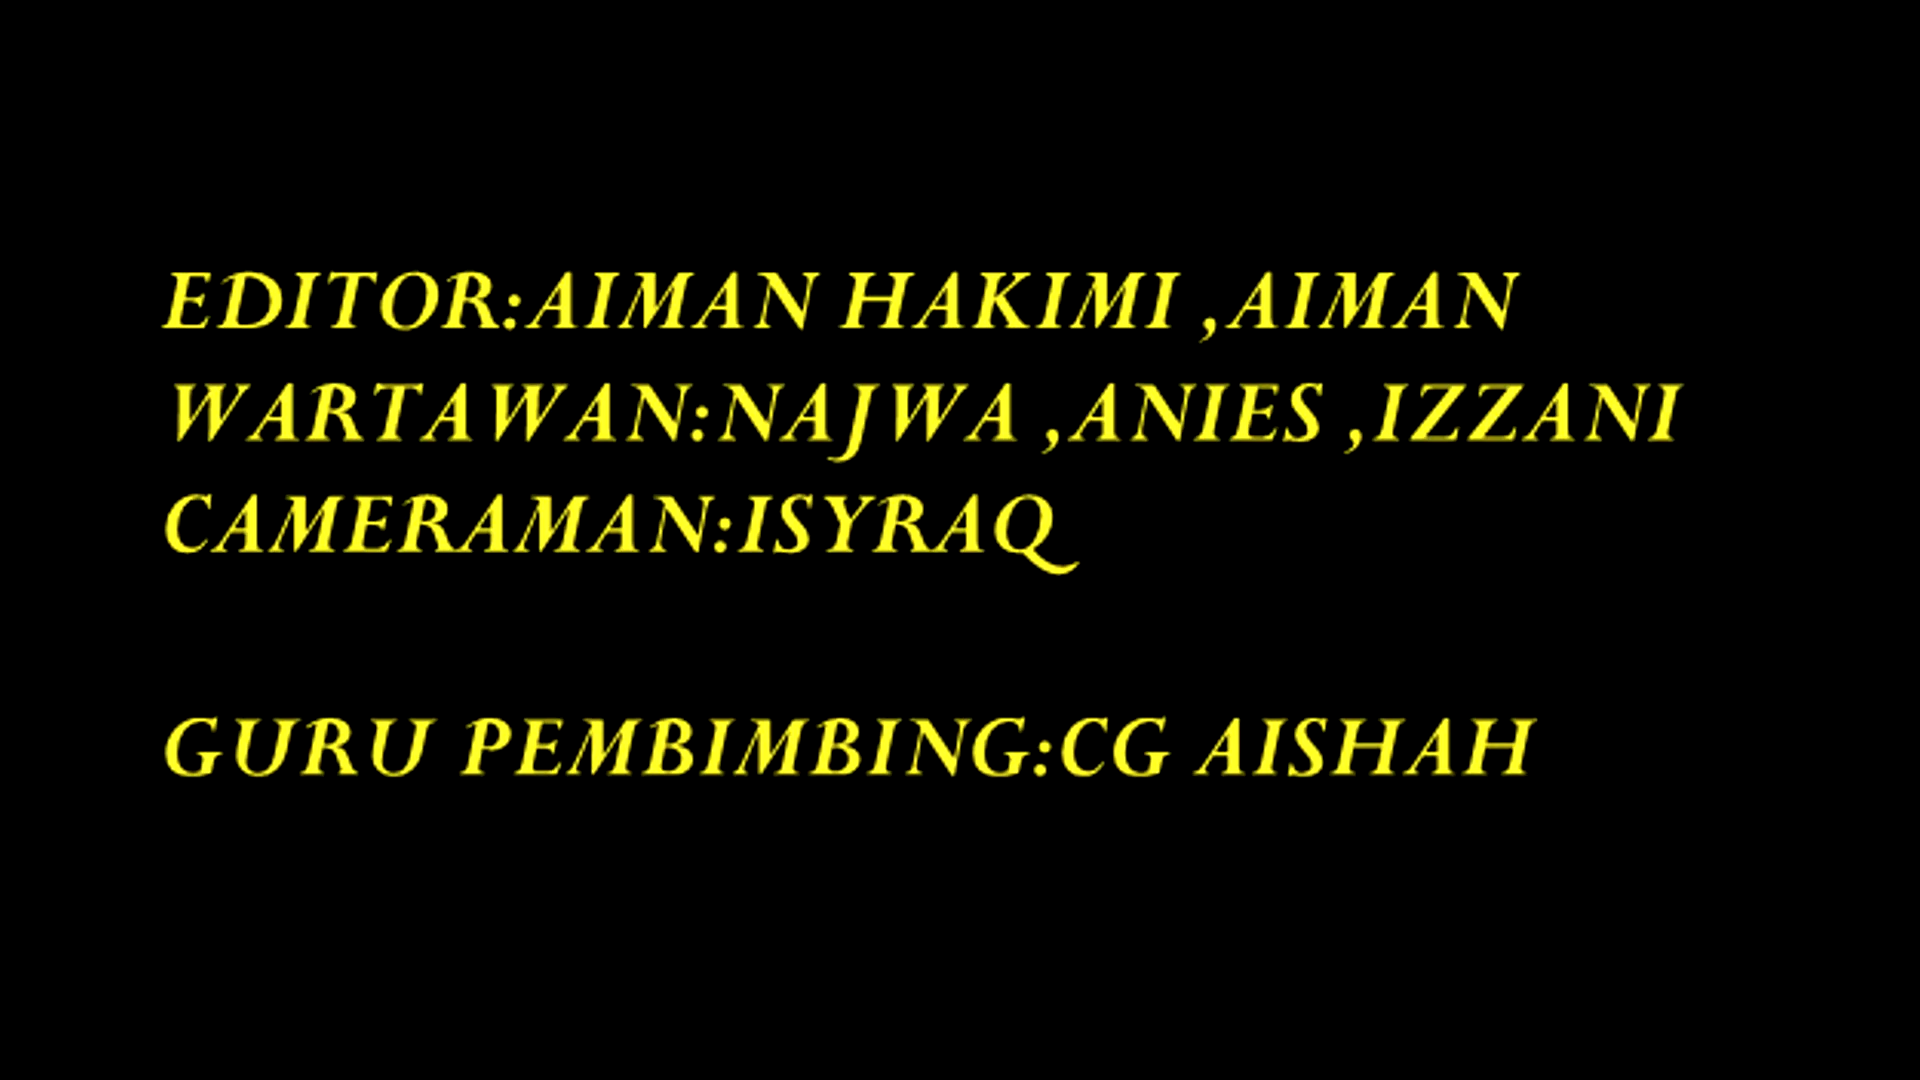 EDITOR:AIMAN HAKIMI ,AIMAN
WARTAWAN:NAJWA ,ANIES ,IZZANI
CAMERAMAN:ISYRAQ
GURU PEMBIMBING:CG AISHAH